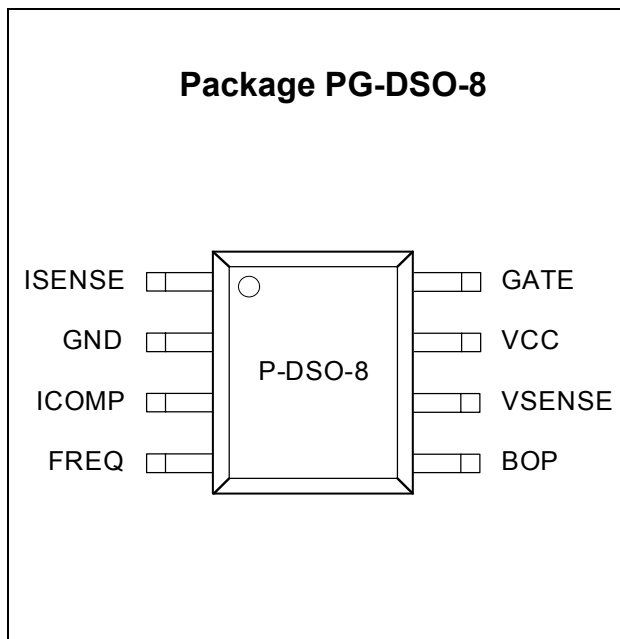 Package PG-DSO-8
ISENSE GATE
GND VCC
P-DSO-8
ICOMP VSENSE
FREQ BOP